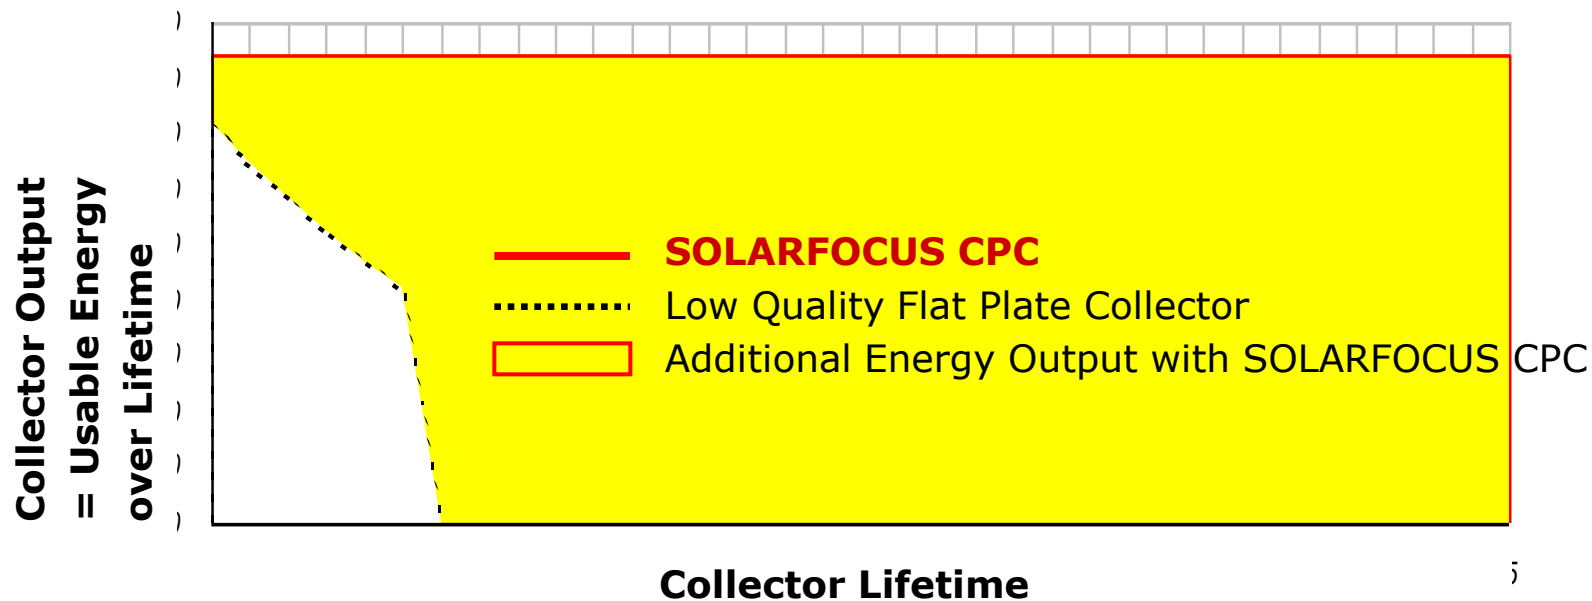 Collector Output
= Usable Energy
over Lifetime
SOLARFOCUS CPC
Low Quality Flat Plate Collector
Additional Energy Output with SOLARFOCUS CPC
Collector Lifetime